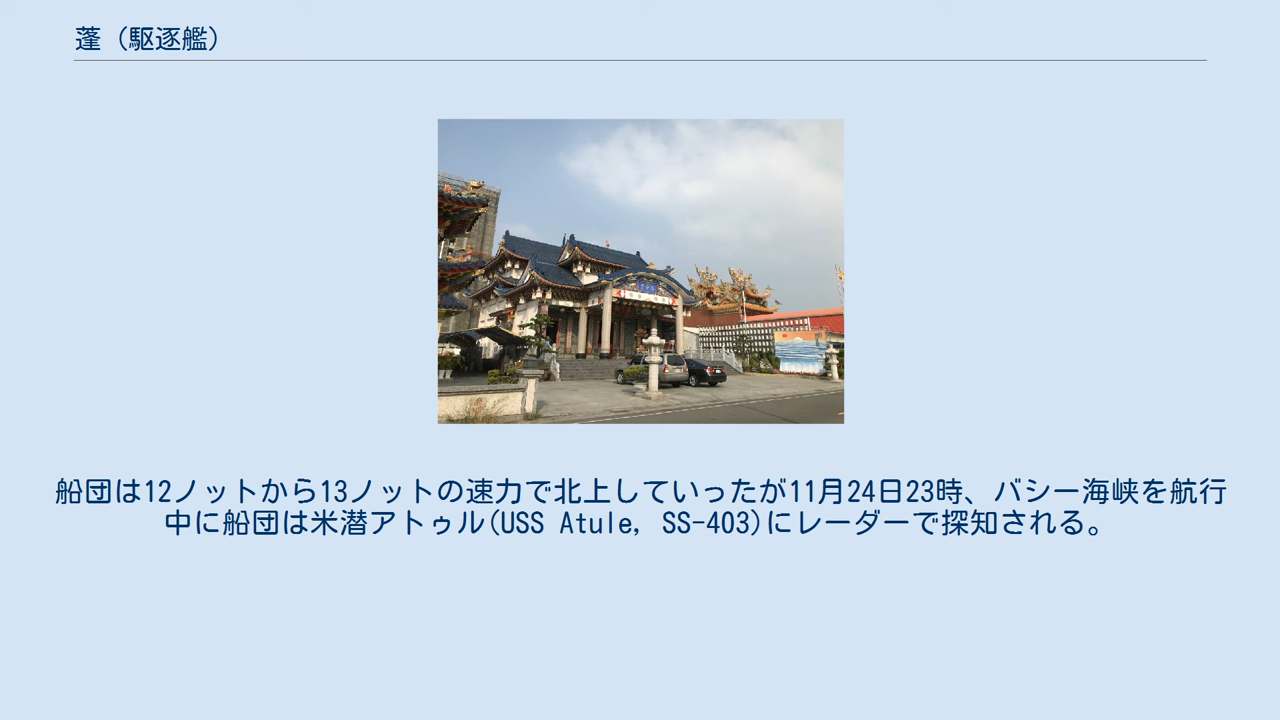 蓬 (駆逐艦)
船団は12ノットから13ノットの速力で北上していったが11月24日23時、バシー海峡を航行
中に船団は米潜アトゥル(USS Atule, SS-403)にレーダーで探知される。